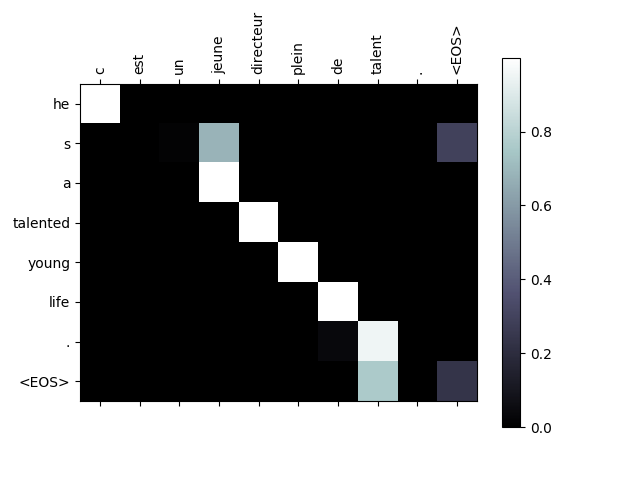 c est un jeune directeur plein de talent . <EOS>
he
s
a
talented
young
life
.
<EOS>
0.8
0.6
0.4
0.2
0.0